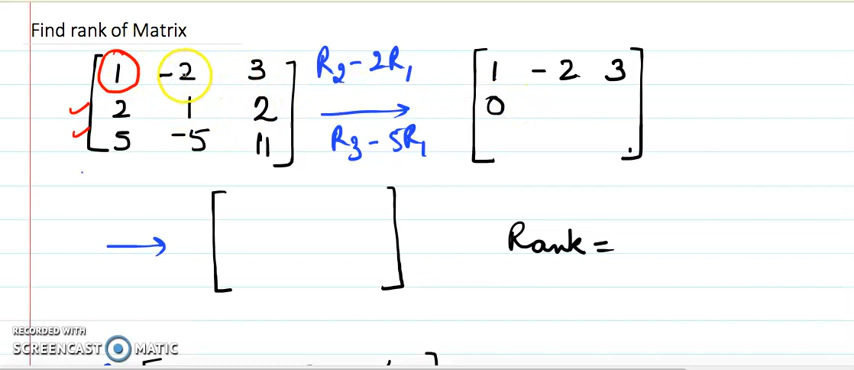 Find rank of Matrix
1 -2 3 R2 - 2R1 1 -2 3
2 1 2 0
5 -5 11 R3 - 5R1
Rank =
RECORDED WITH
SCREENCAST MATIC